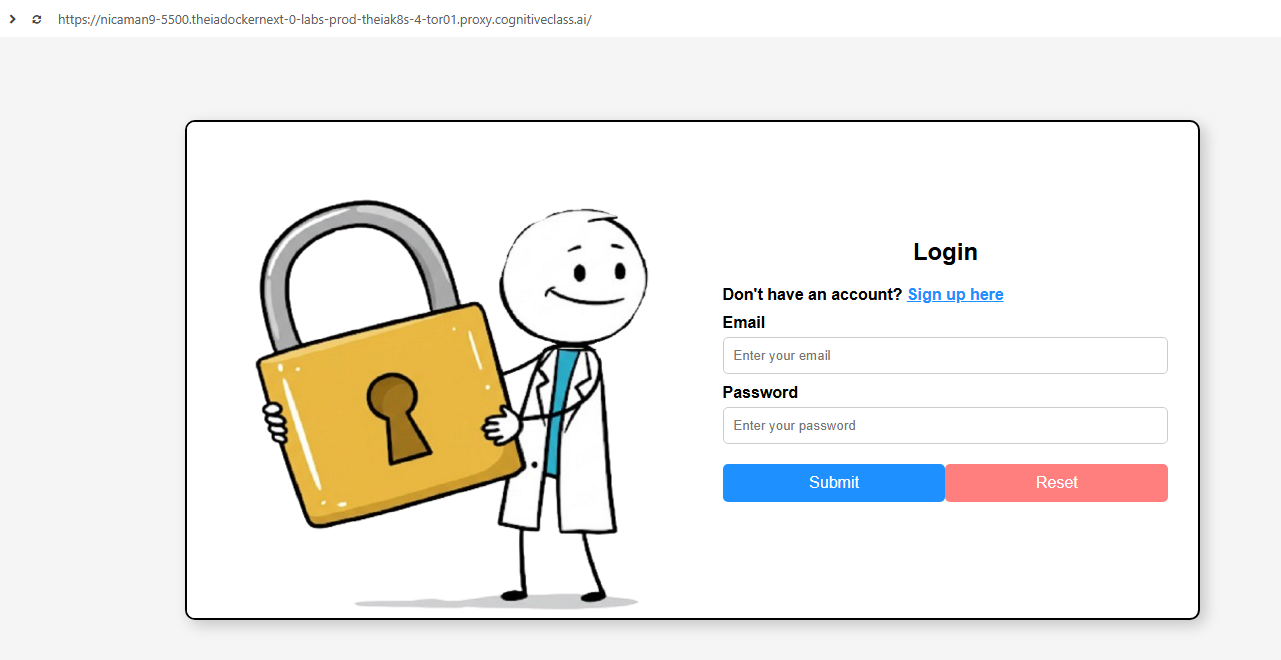 https://nicaman9-5500.theiadockernext-0-labs-prod-theiak8s-4-tor01.proxy.cognitiveclass.ai/
Login
Don't have an account? Sign up here
Email
Enter your email
Password
Enter your password
Submit Reset